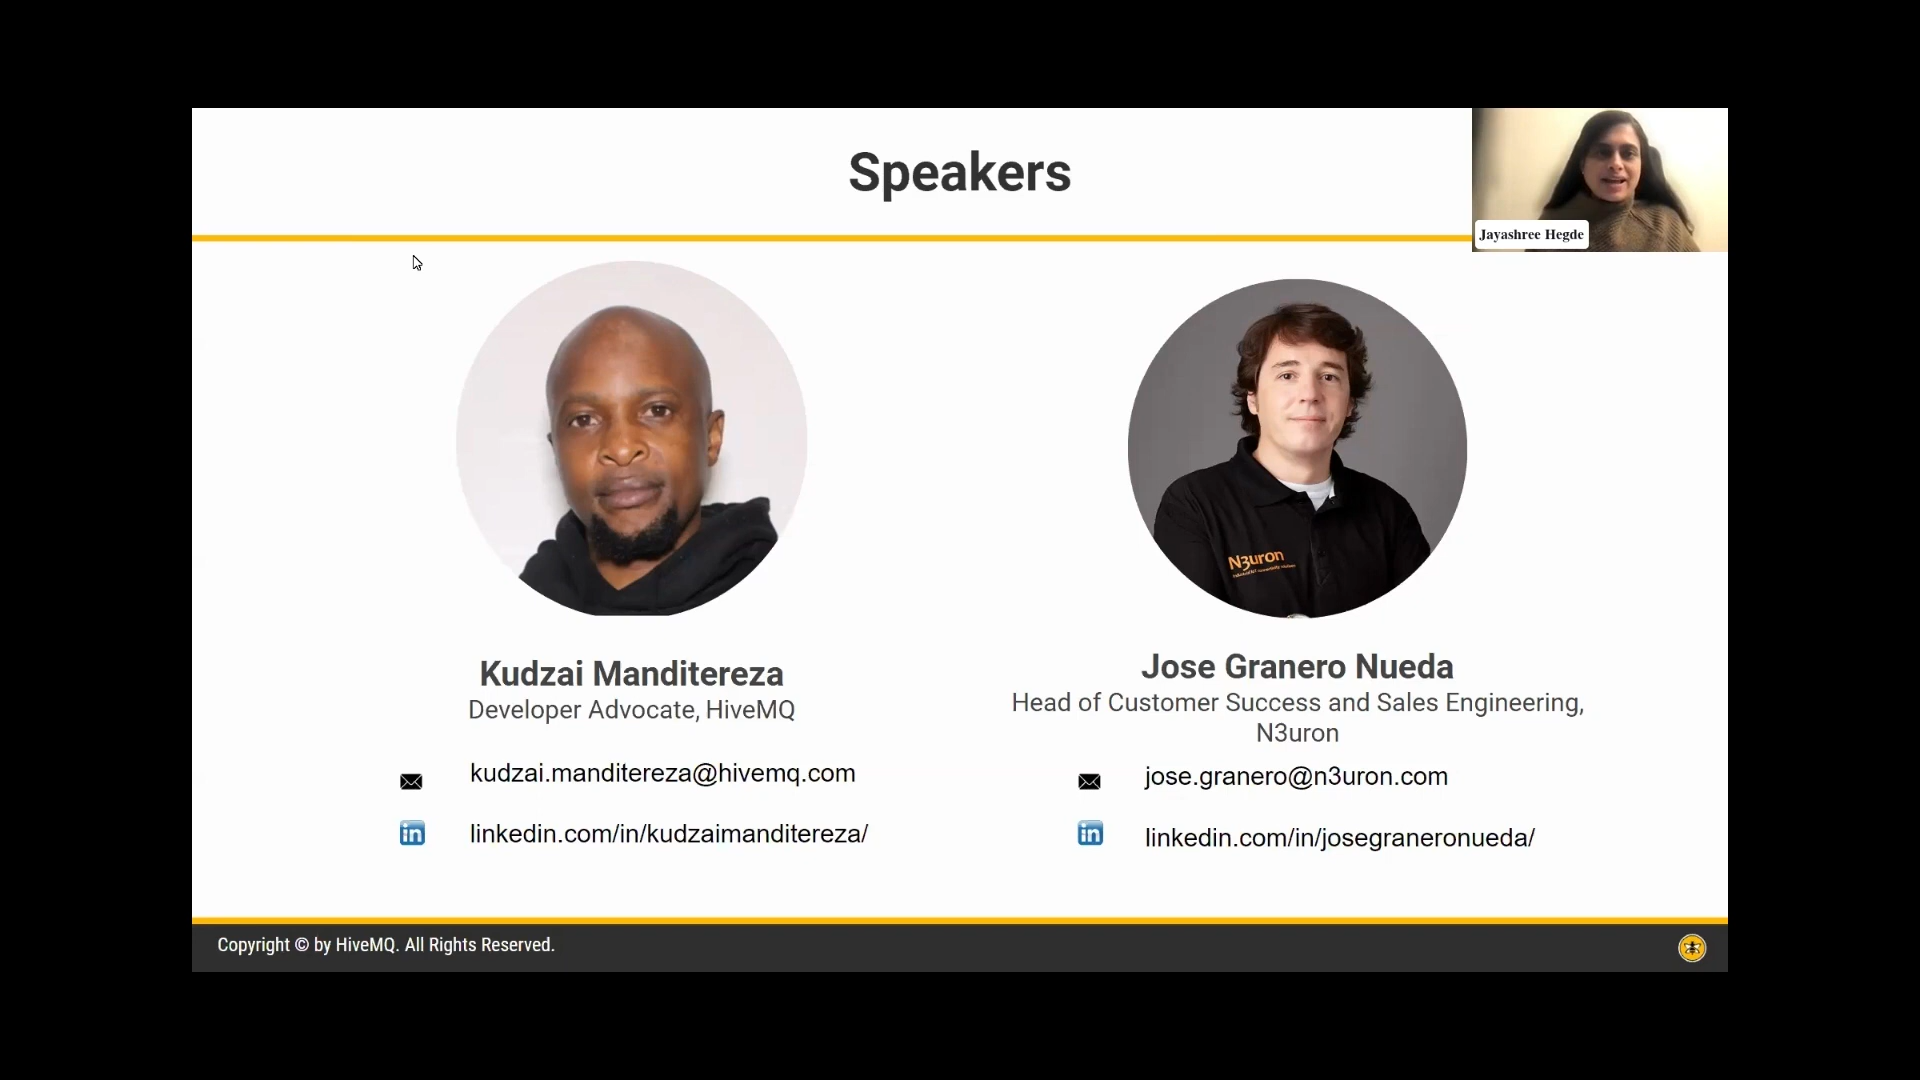 Speakers
Jayashree Hegde
N3uron
Kudzai Manditereza
Developer Advocate, HiveMQ
kudzai.manditereza@hivemq.com
in
linkedin.com/in/kudzaimanditereza/
Jose Granero Nueda
Head of Customer Success and Sales Engineering,
N3uron
jose.granero@n3uron.com
in
linkedin.com/in/josegraneronueda/
Copyright © by HiveMQ. All Rights Reserved.